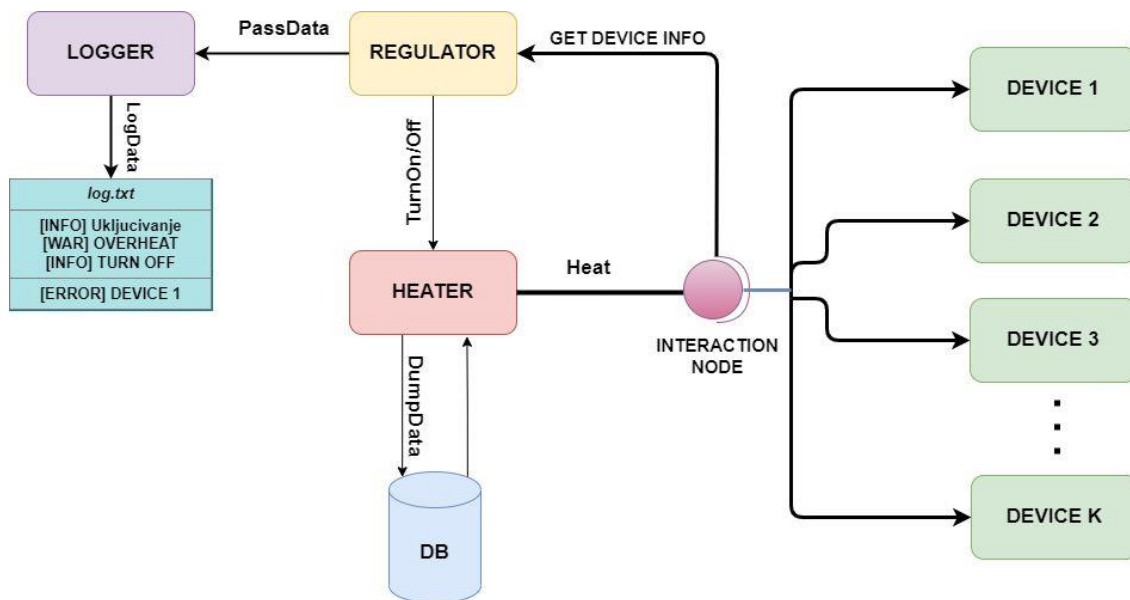 PassData
LOGGER
REGULATOR
GET DEVICE INFO
DEVICE 1
LogData
TurnOn/Off
log.txt
[INFO] Ukljucivanje
[WAR] OVERHEAT
[INFO] TURN OFF
[ERROR] DEVICE 1
DEVICE 2
HEATER
Heat
INTERACTION
NODE
DEVICE 3
DumpData
DEVICE K
DB